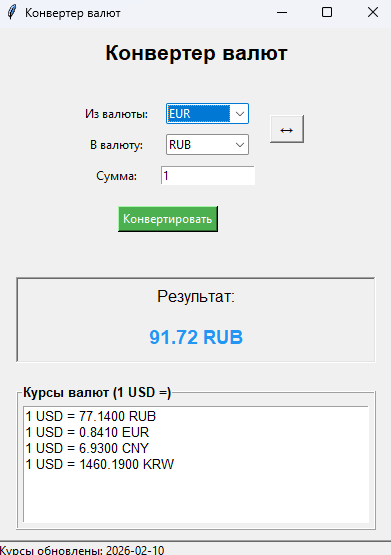 Конвертер валют
Конвертер валют
Из валюты: EUR
↔
В валюту: RUB
Сумма: 1
Конвертировать
Результат:
91.72 RUB
Курсы валют (1 USD =)
1 USD = 77.1400 RUB
1 USD = 0.8410 EUR
1 USD = 6.9300 CNY
1 USD = 1460.1900 KRW
Курсы обновлены: 2026-02-10